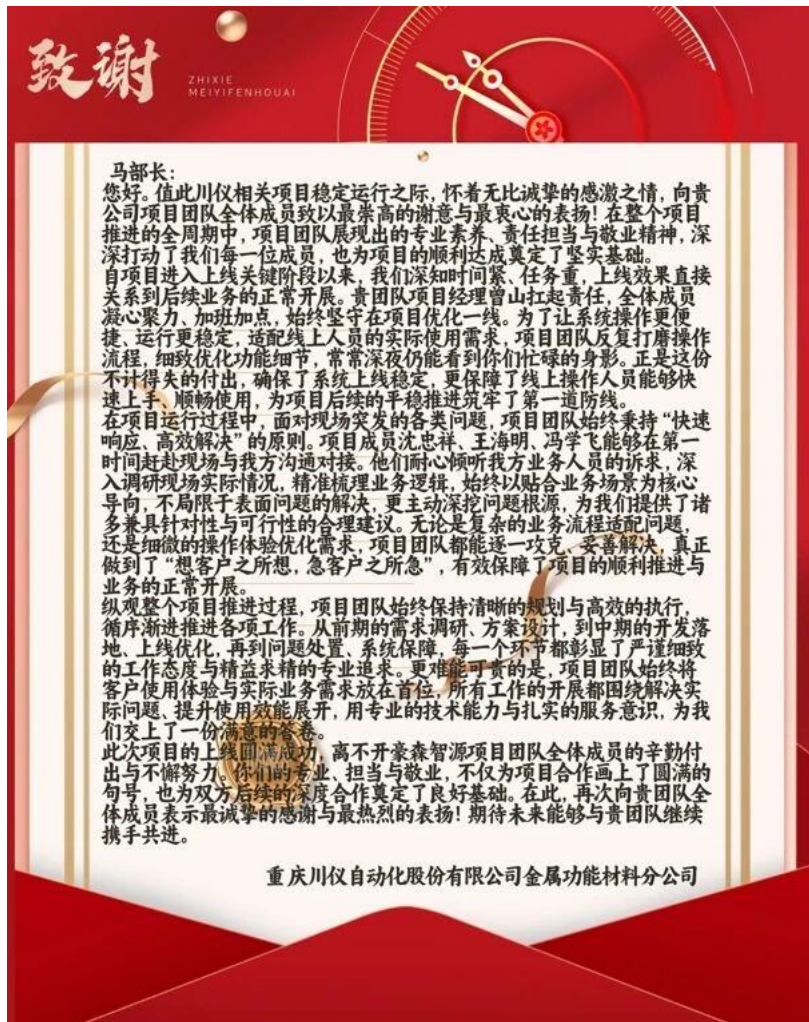 致谢
ZHIXIE
MEIYIFENHOUAI
马部长:
您好。值此川仪相关项目稳定运行之际, 怀着无比诚挚的感激之情, 向贵
公司项目团队全体成员致以最崇高的谢意与最衷心的表扬! 在整个项目
推进的全周期中, 项目团队展现出的专业素养、责任担当与敬业精神, 深
深打动了我们每一位成员, 也为项目的顺利达成奠定了坚实基础。
自项目进入上线关键阶段以来, 我们深知时间紧、任务重, 上线效果直接
关系到后续业务的正常开展。贵团队项目经理曾山扛起责任, 全体成员
凝心聚力、加班加点, 始终坚守在项目优化一线。为了让系统操作更便
捷、运行更稳定, 适配线上人员的实际使用需求, 项目团队反复打磨操作
流程, 细致优化功能细节, 常常深夜仍能看到你们忙碌的身影。正是这份
不计得失的付出, 确保了系统上线稳定, 更保障了线上操作人员能够快
速上手、顺畅使用, 为项目后续的平稳推进筑牢了第一道防线。
在项目运行过程中, 面对现场突发的各类问题, 项目团队始终秉持“快速
响应、高效解决”的原则。项目成员沈忠祥、王海明、冯学飞能够在第一
时间赶赴现场与我方沟通对接。他们耐心倾听我方业务人员的诉求, 深
入调研现场实际情况, 精准梳理业务逻辑, 始终以贴合业务场景为核心
导向, 不局限于表面问题的解决, 更主动深挖问题根源, 为我们提供了诸
多兼具针对性与可行性的合理建议。无论是复杂的业务流程适配问题,
还是细微的操作体验优化需求, 项目团队都能逐一攻克、妥善解决, 真正
做到了“想客户之所想, 急客户之所急”, 有效保障了项目的顺利推进与
业务的正常开展。
纵观整个项目推进过程, 项目团队始终保持清晰的规划与高效的执行,
循序渐进推进各项工作。从前期的需求调研、方案设计, 到中期的开发落
地、上线优化, 再到问题处置、系统保障, 每一个环节都彰显了严谨细致
的工作态度与精益求精的专业追求。更难能可贵的是, 项目团队始终将
客户使用体验与实际业务需求放在首位, 所有工作的开展都围绕解决实
际问题、提升使用效能展开, 用专业的技术能力与扎实的服务意识, 为我
们交上了一份满意的答卷。
此次项目的上线圆满成功, 离不开豪森智源项目团队全体成员的辛勤付
出与不懈努力。你们的专业、担当与敬业, 不仅为项目合作画上了圆满的
句号, 也为双方后续的深度合作奠定了良好基础。在此, 再次向贵团队全
体成员表示最诚挚的感谢与最热烈的表扬! 期待未来能够与贵团队继续
携手共进。
重庆川仪自动化股份有限公司金属功能材料分公司